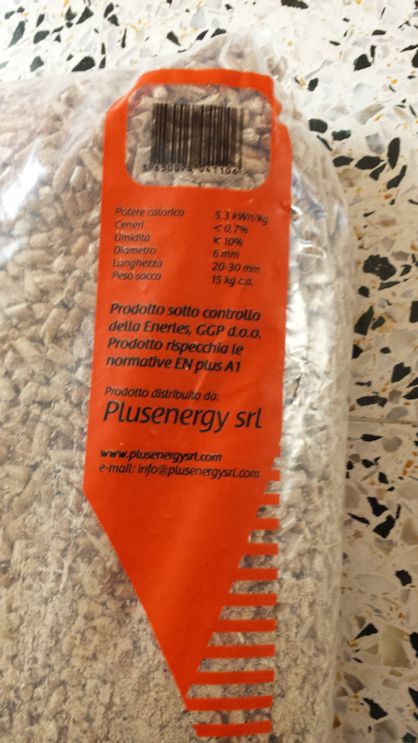 Potere calorico 5,3 kWh/kg
Ceneri < 0,7%
Umidità € 10%
Diametro 6 mm
Lunghezza 20-30 mm
Peso sacco 15 kg c.a.
Prodotto sotto controllo
della Enerles, GGP d.o.o.
Prodotto rispecchia le
normative EN plus A1
Prodotto distribuito da:
Plusenergy srl
www.plusenergysrl.com
e-mail: info@plusenergysrl.com